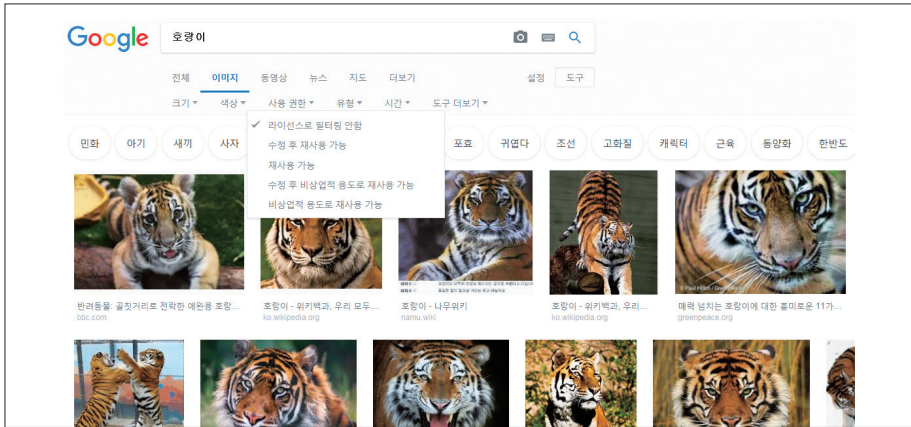 Google 호랑이
전체 이미지 동영상 뉴스 지도 더보기 설정 도구
크기 색상 사용 권한 유형 시간 도구 더보기
라이선스로 필터링 안함
수정 후 재사용 가능
재사용 가능
수정 후 비상업적 용도로 재사용 가능
비상업적 용도로 재사용 가능
민화 아기 새끼 사자 포효 귀엽다 조선 고화질 캐릭터 근육 동양화 한반도
반려동물: 골칫거리로 전락한 애완용 호랑...
bbc.com
호랑이 - 위키백과, 우리 모두...
ko.wikipedia.org
호랑이 - 나무위키
namu.wiki
호랑이 - 위키백과, 우리...
ko.wikipedia.org
매력 넘치는 호랑이에 대한 흥미로운 11가...
greenpeace.org